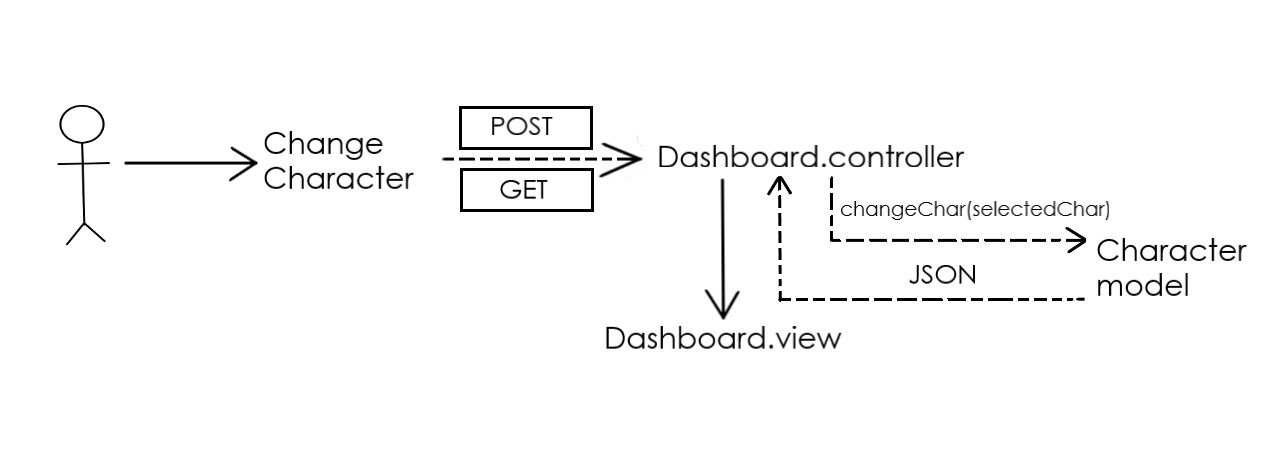 Change
Character
POST
GET
Dashboard.controller
changeChar(selectedChar)
Character
model
JSON
Dashboard.view